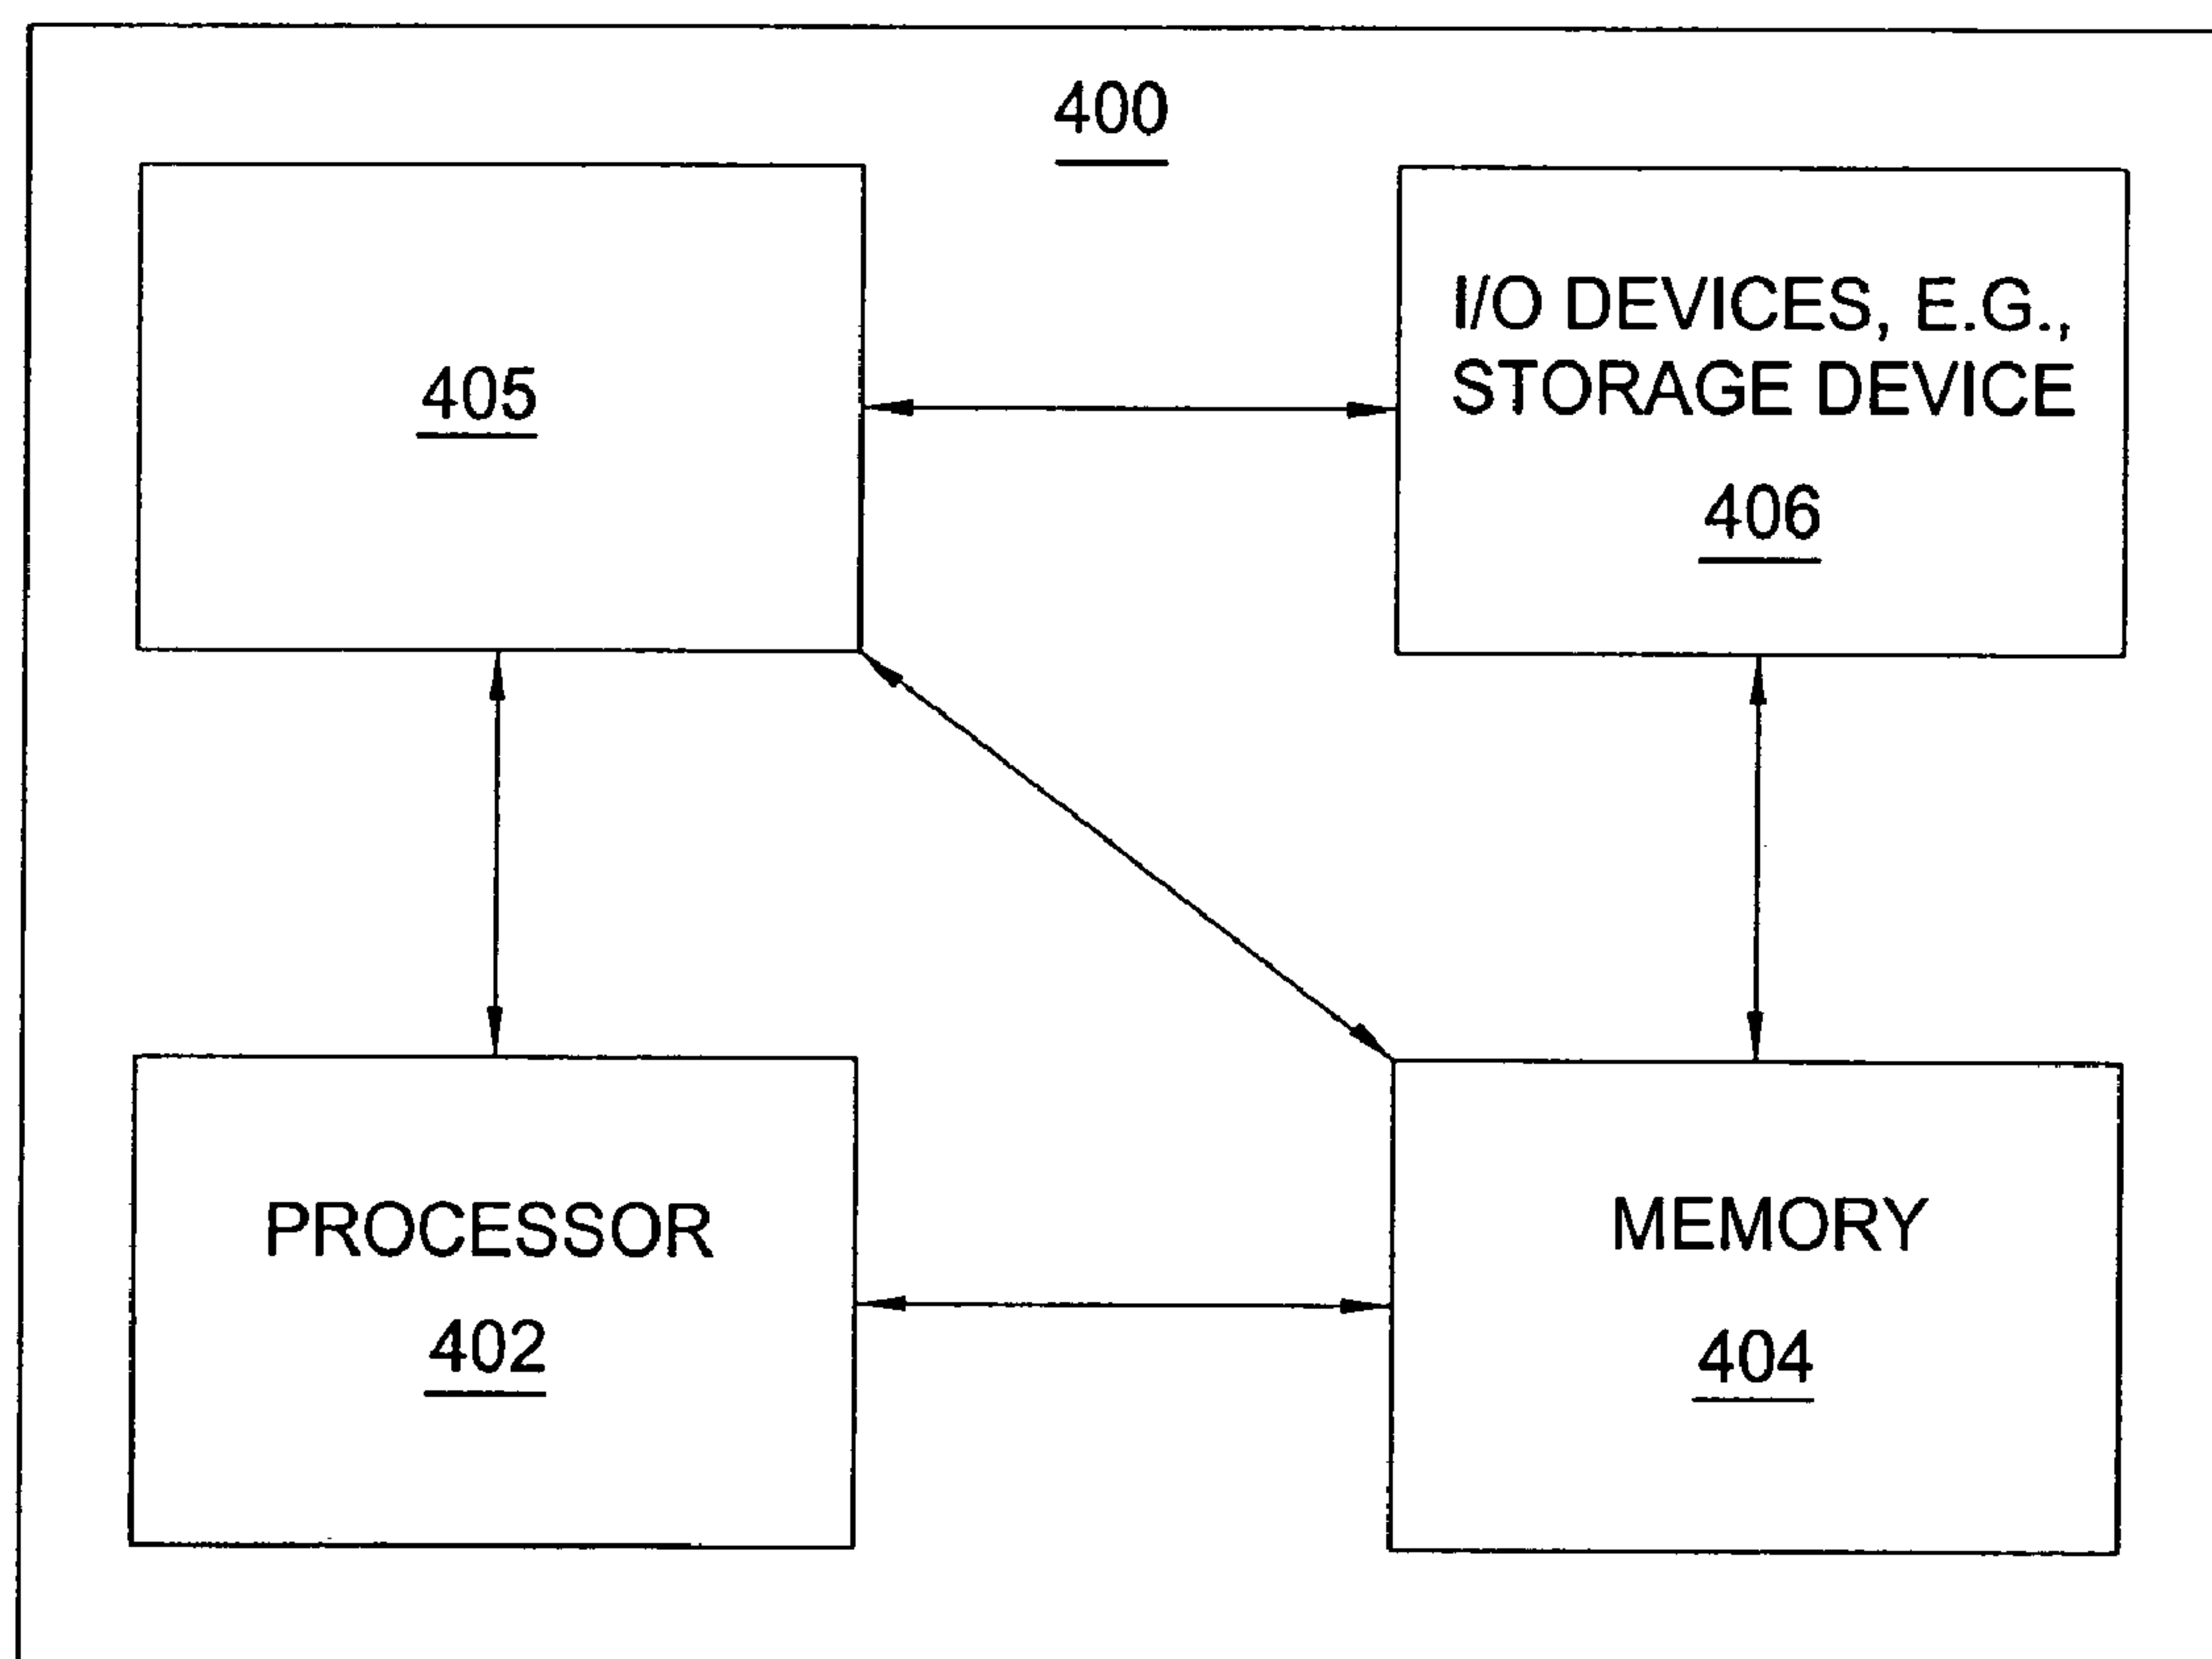 400
405
I/O DEVICES, E.G.,
STORAGE DEVICE
406
PROCESSOR
402
MEMORY
404